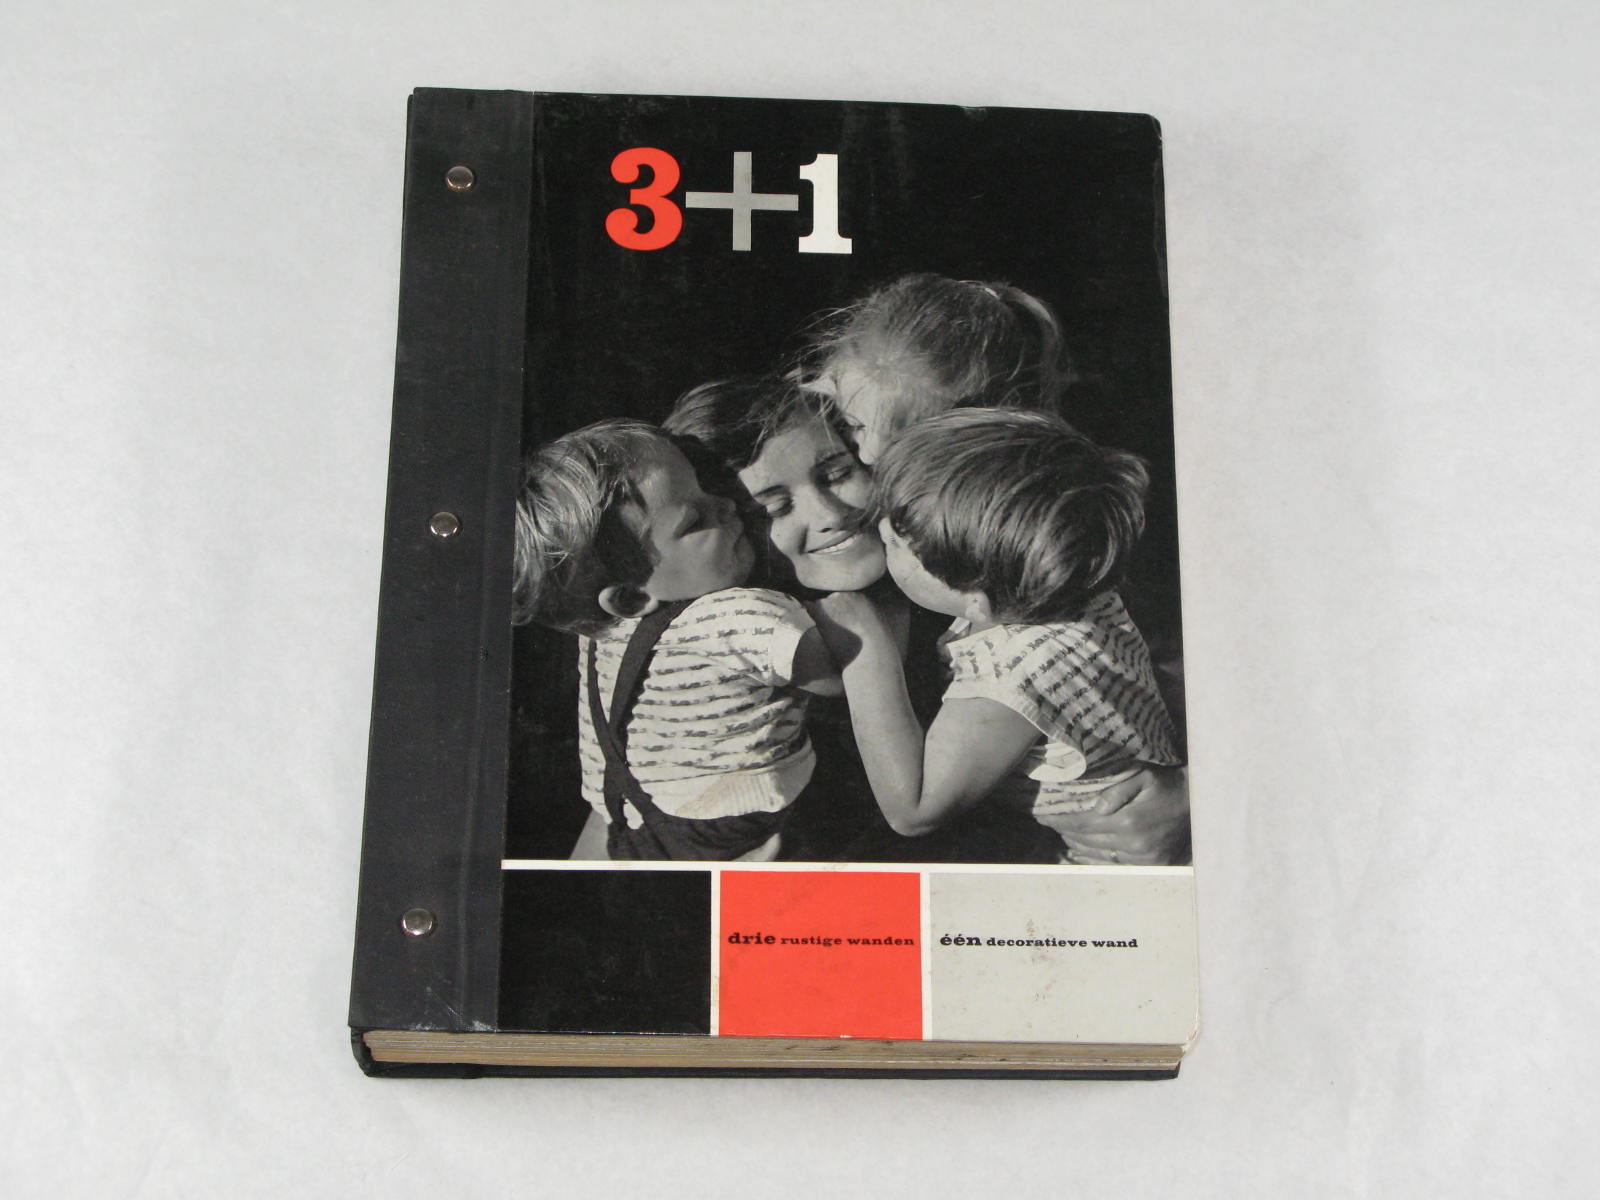 3+1
drie rustige wanden
één decoratieve wand